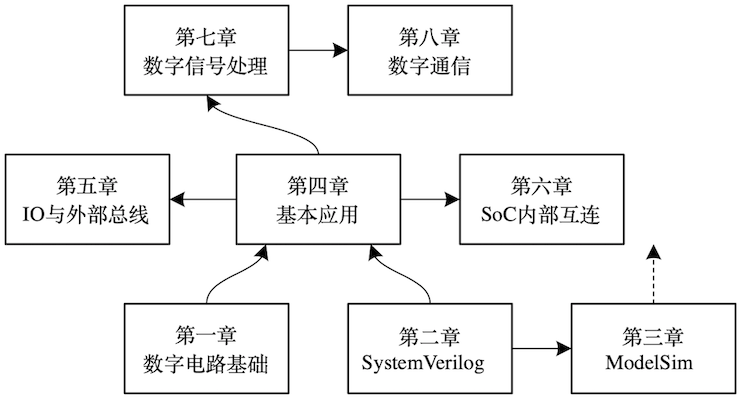 第七章
数字信号处理
第八章
数字通信
第五章
IO与外部总线
第四章
基本应用
第六章
SoC内部互连
第一章
数字电路基础
第二章
SystemVerilog
第三章
ModelSim